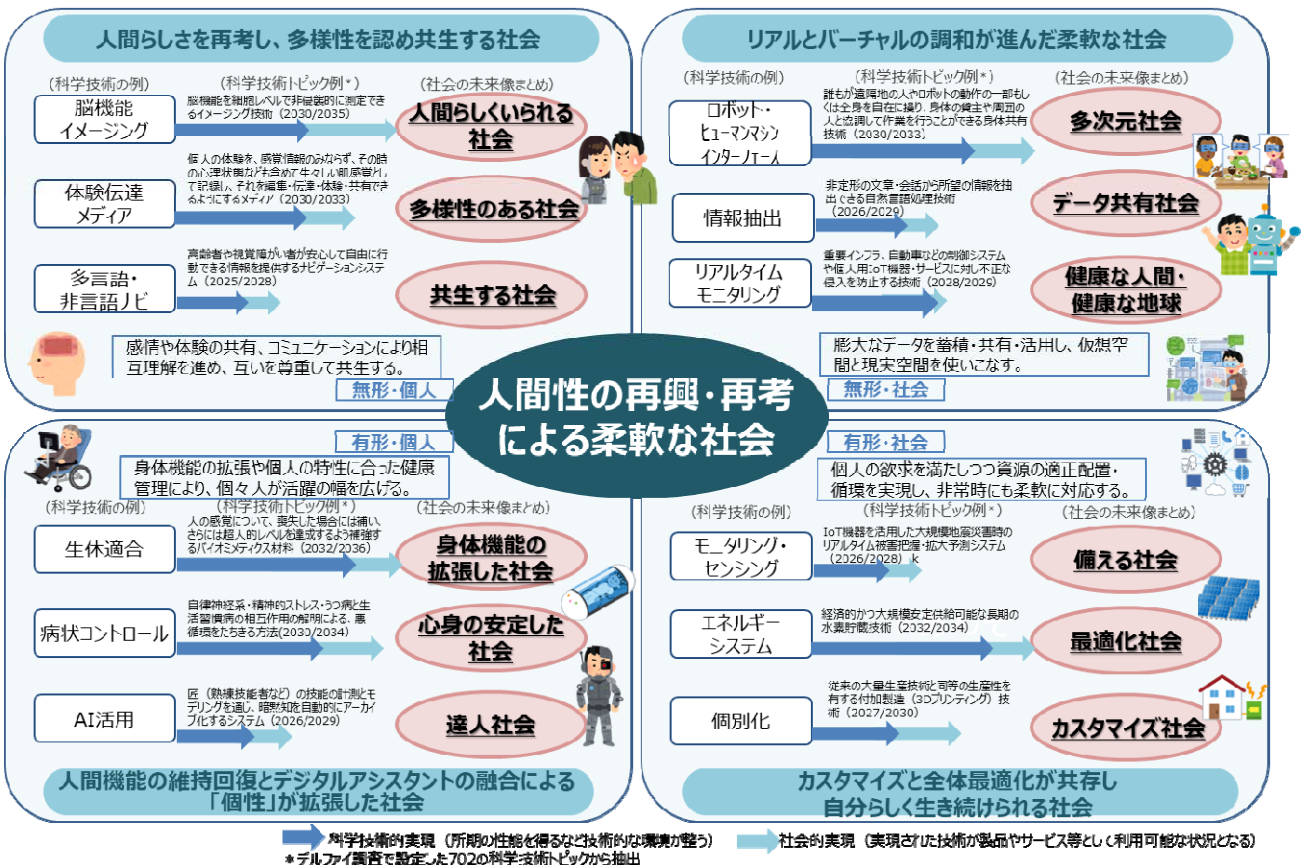 人間らしさを再考し、多様性を認め共生する社会
（科学技術の例）
（科学技術トピック例*）
（社会の未来像まとめ）
脳機能
イメージング
脳機能を細胞レベルで非侵襲的に測定でき
るイメージング技術（2030/2035）
人間らしくいられる
社会
体験伝達
メディア
個人の体験を、感覚情報のみならず、その時
の心理状態なども含めて生々しい肌感覚とし
て記録し、それを編集・伝達・体験・共有でき
るようにするメディア（2030/2033）
多様性のある社会
多言語・
非言語ナビ
高齢者や視覚障がい者が安心して自由に行
動できる情報を提供するナビゲーションシステ
ム（2025/2028）
共生する社会
感情や体験の共有、コミュニケーションにより相
互理解を進め、互いを尊重して共生する。
無形・個人
リアルとバーチャルの調和が進んだ柔軟な社会
（科学技術の例）
（科学技術トピック例*）
（社会の未来像まとめ）
ロボット・
ヒューマンマシン
インターフェース
誰もが遠隔地の人やロボットの動作の一部もし
くは全身を自在に操り、身体の貸主や周囲の
人と協調して作業を行うことができる身体共有
技術（2030/2033）
多次元社会
情報抽出
非定形の文章・会話から所望の情報を抽
出できる自然言語処理技術
（2026/2029）
データ共有社会
リアルタイム
モニタリング
重要インフラ、自動車などの制御システム
や個人用IoT機器・サービスに対し不正な
侵入を防止する技術（2028/2029）
健康な人間・
健康な地球
膨大なデータを蓄積・共有・活用し、仮想空
間と現実空間を使いこなす。
無形・社会
人間性の再興・再考
による柔軟な社会
有形・個人
身体機能の拡張や個人の特性に合った健康
管理により、個々人が活躍の幅を広げる。
（科学技術の例）
（科学技術トピック例*）
（社会の未来像まとめ）
生体適合
人の感覚について、喪失した場合には補い、
さらには超人的レベルを達成するよう補強す
るバイオミメティクス材料（2032/2036）
身体機能の
拡張した社会
病状コントロール
自律神経系・精神的ストレス・うつ病と生
活習慣病の相互作用の解明による、悪
循環をたちきる方法(2030/2034)
心身の安定した
社会
AI活用
匠（熟練技能者など）の技能の計測とモ
デリングを通じ、暗黙知を自動的にアーカイ
ブ化するシステム（2026/2029）
達人社会
人間機能の維持回復とデジタルアシスタントの融合による
「個性」が拡張した社会
有形・社会
個人の欲求を満たしつつ資源の適正配置・
循環を実現し、非常時にも柔軟に対応する。
（科学技術の例）
（科学技術トピック例*）
（社会の未来像まとめ）
モニタリング・
センシング
IoT機器を活用した大規模地震災害時の
リアルタイム被害把握・拡大予測システム
（2026/2028）k
備える社会
エネルギー
システム
経済的かつ大規模安定供給可能な長期の
水素貯蔵技術（2032/2034）
最適化社会
個別化
従来の大量生産技術と同等の生産性を
有する付加製造（3Dプリンティング）技
術（2027/2030）
カスタマイズ社会
カスタマイズと全体最適化が共存し
自分らしく生き続けられる社会
科学技術的実現（所期の性能を得るなど技術的な環境が整う）
社会的実現（実現された技術が製品やサービス等として利用可能な状況となる）
*デルファイ調査で設定した702の科学技術トピックから抽出